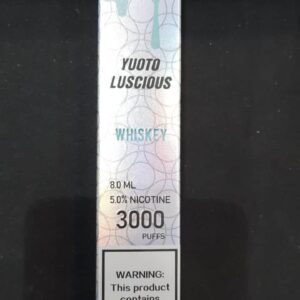 YUOTO
LUSCIOUS
WHISKEY
8.0 ML
5.0% NICOTINE
3000
PUFFS
WARNING:
This product
contains